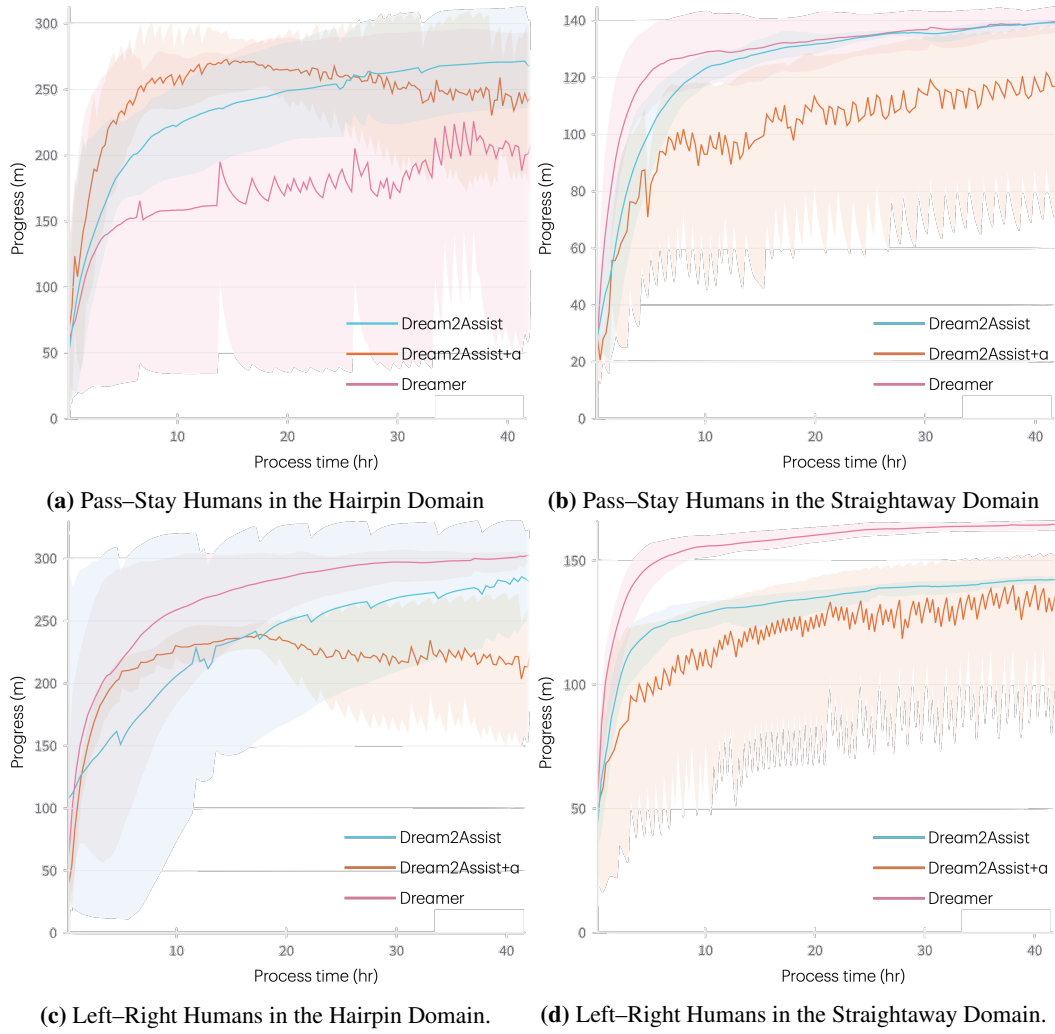 300
250
200
150
100
50
0
Progress (m)
10
20
30
40
Process time (hr)
Dream2Assist
Dream2Assist+α
Dreamer
(a) Pass–Stay Humans in the Hairpin Domain
140
120
100
80
60
40
20
0
Progress (m)
10
20
30
40
Process time (hr)
Dream2Assist
Dream2Assist+α
Dreamer
(b) Pass–Stay Humans in the Straightaway Domain
300
250
200
150
100
50
0
Progress (m)
10
20
30
40
Process time (hr)
Dream2Assist
Dream2Assist+α
Dreamer
(c) Left–Right Humans in the Hairpin Domain.
150
100
50
0
Progress (m)
10
20
30
40
Process time (hr)
Dream2Assist
Dream2Assist+α
Dreamer
(d) Left–Right Humans in the Straightaway Domain.